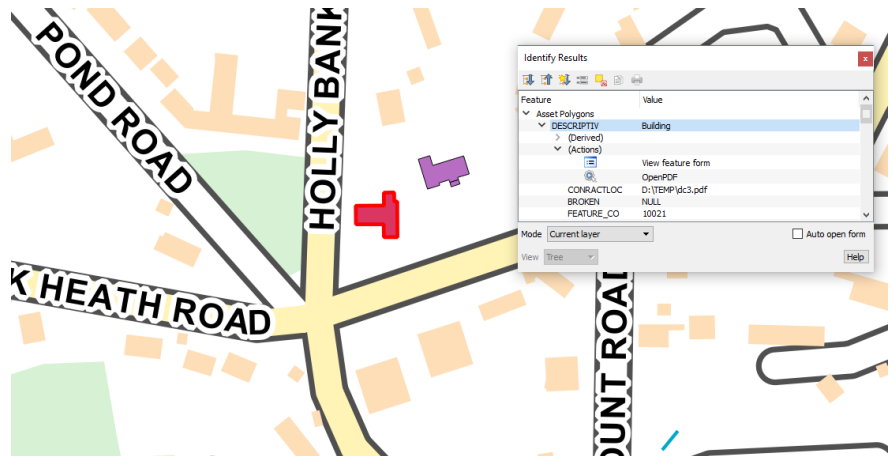 POND ROAD
HOLLY BANK
K HEATH ROAD
OUNT ROAD
Identify Results
x
Feature Value
Asset Polygons
DESCRIPTIV Building
(Derived)
(Actions)
View feature form
OpenPDF
CONRACTLOC D:\TEMP\dc3.pdf
BROKEN NULL
FEATURE_CO 10021
Mode Current layer Auto open form
View Tree Help